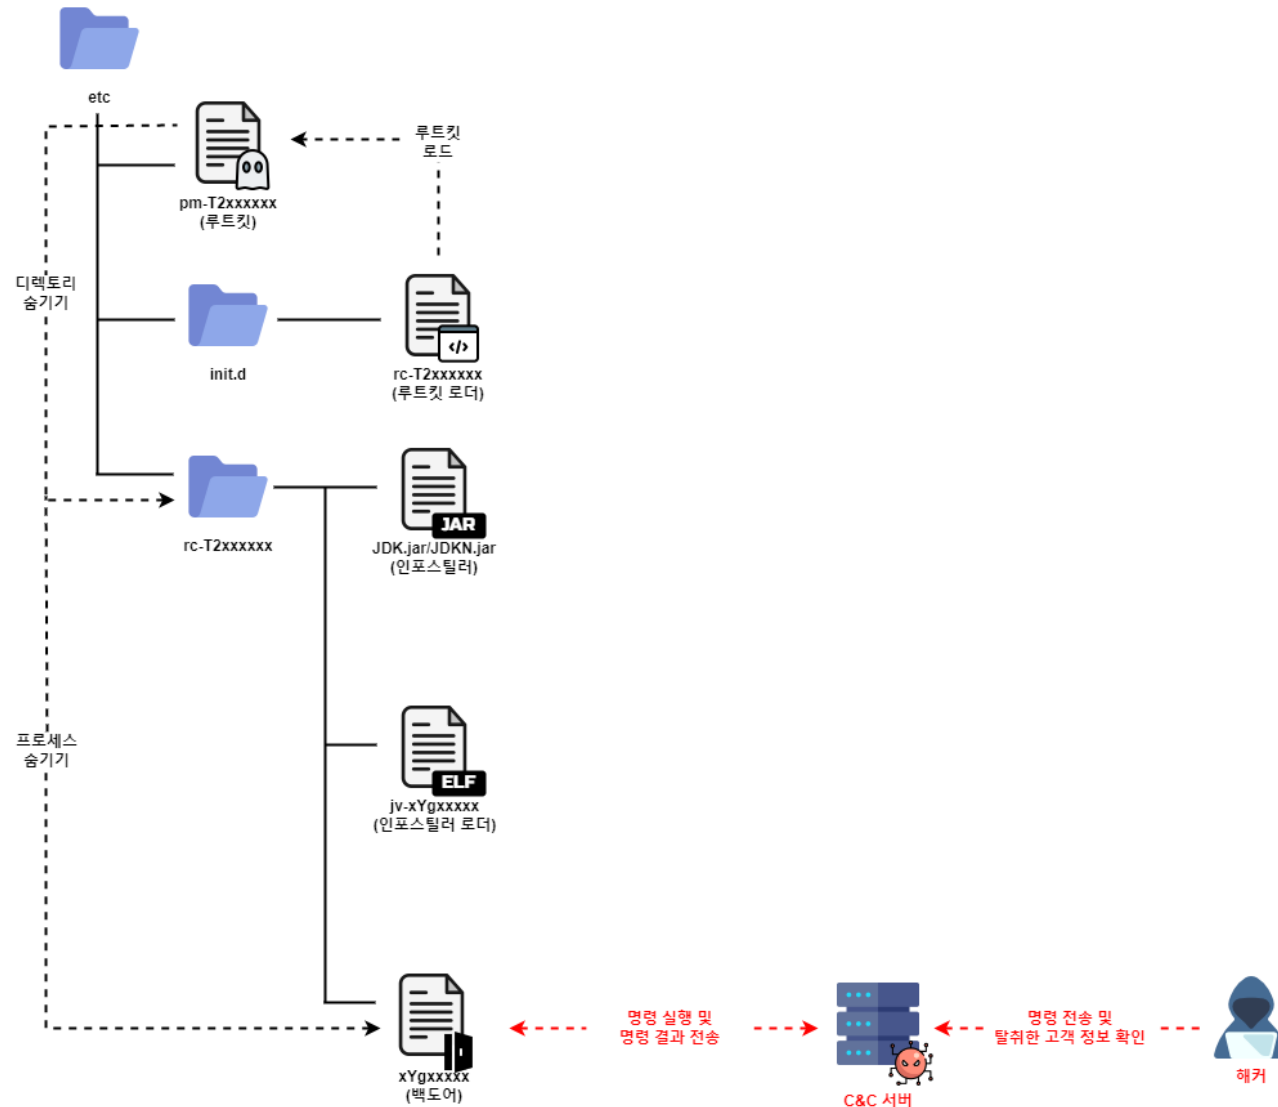 etc
루트킷
로드
pm-T2xxxxxx
(루트킷)
디렉토리
숨기기
init.d
</>
rc-T2xxxxxx
(루트킷 로더)
rc-T2xxxxxx
JAR
JDK.jar/JDKN.jar
(인포스틸러)
프로세스
숨기기
ELF
jv-xYgxxxxx
(인포스틸러 로더)
xYgxxxxx
(백도어)
명령 실행 및
명령 결과 전송
C&C 서버
명령 전송 및
탈취한 고객 정보 확인
해커